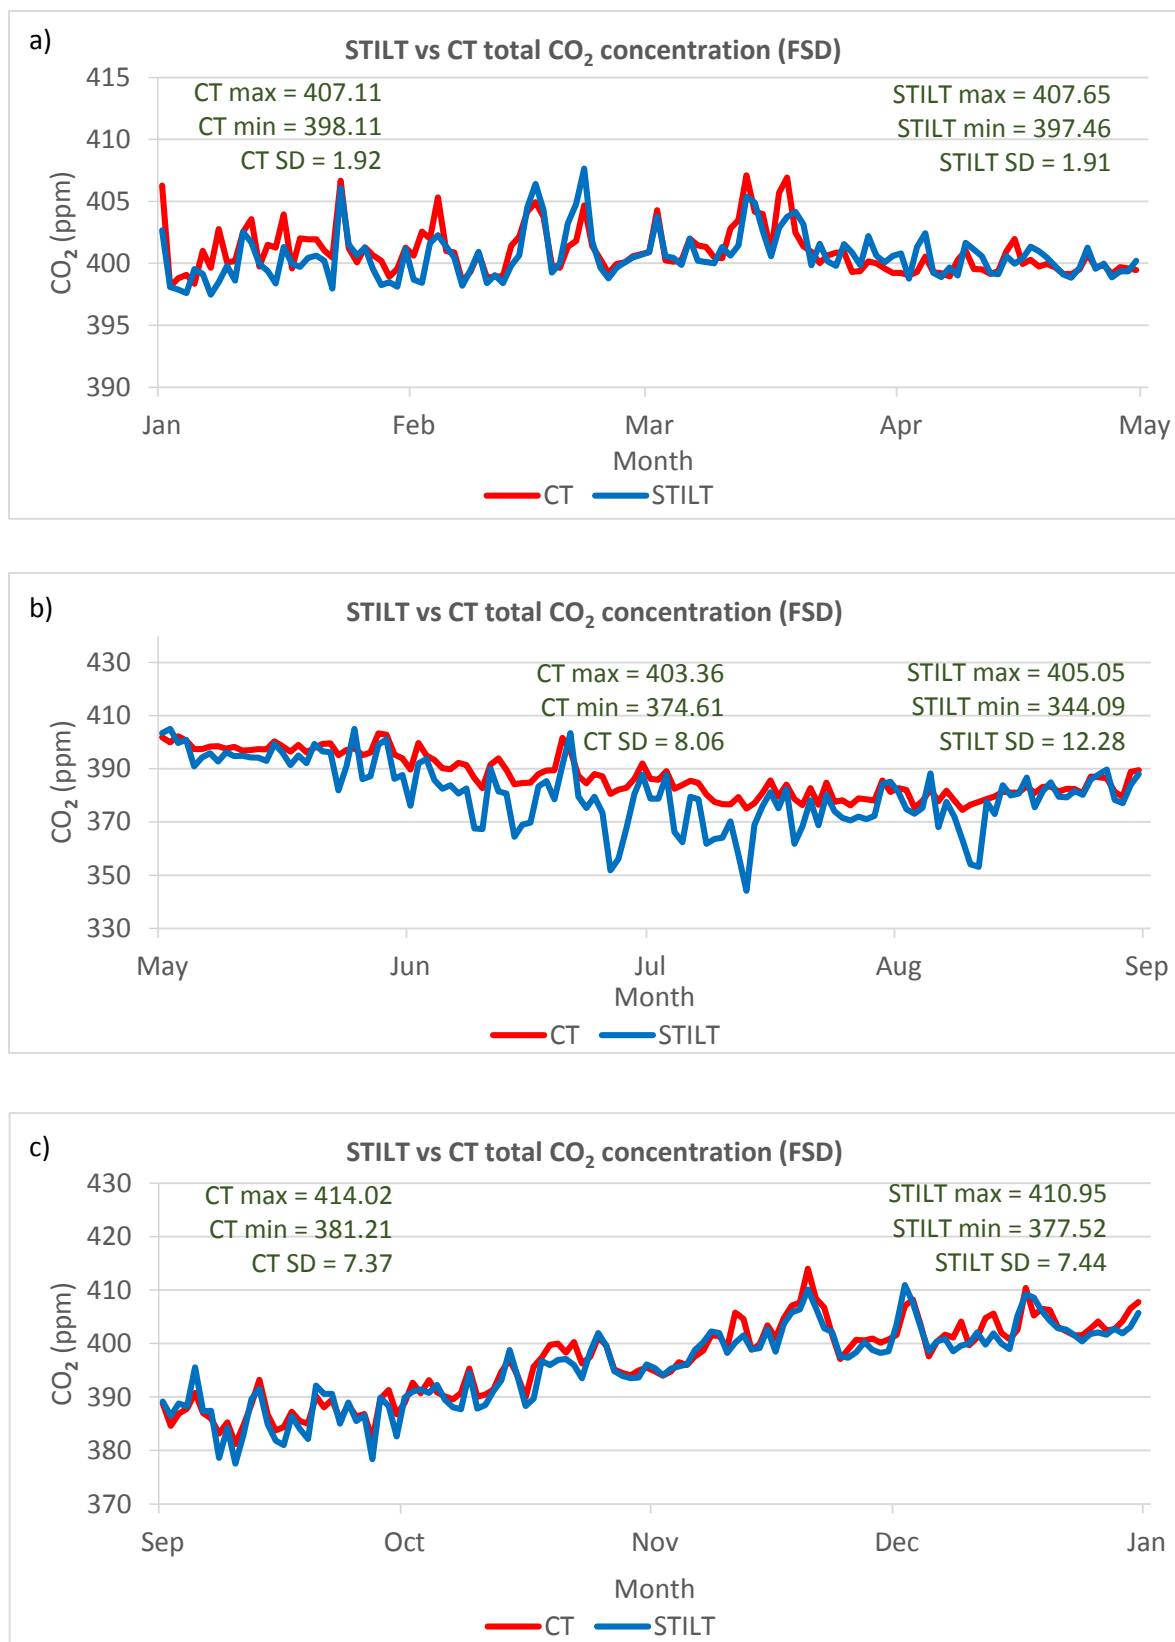 a)
STILT vs CT total CO₂ concentration (FSD)
CT max = 407.11
CT min = 398.11
CT SD = 1.92
STILT max = 407.65
STILT min = 397.46
STILT SD = 1.91
CO₂ (ppm)
415
410
405
400
395
390
Jan Feb Mar Apr May
Month
CT STILT
b)
STILT vs CT total CO₂ concentration (FSD)
CT max = 403.36
CT min = 374.61
CT SD = 8.06
STILT max = 405.05
STILT min = 344.09
STILT SD = 12.28
CO₂ (ppm)
430
410
390
370
350
330
May Jun Jul Aug Sep
Month
CT STILT
c)
STILT vs CT total CO₂ concentration (FSD)
CT max = 414.02
CT min = 381.21
CT SD = 7.37
STILT max = 410.95
STILT min = 377.52
STILT SD = 7.44
CO₂ (ppm)
430
420
410
400
390
380
370
Sep Oct Nov Dec Jan
Month
CT STILT